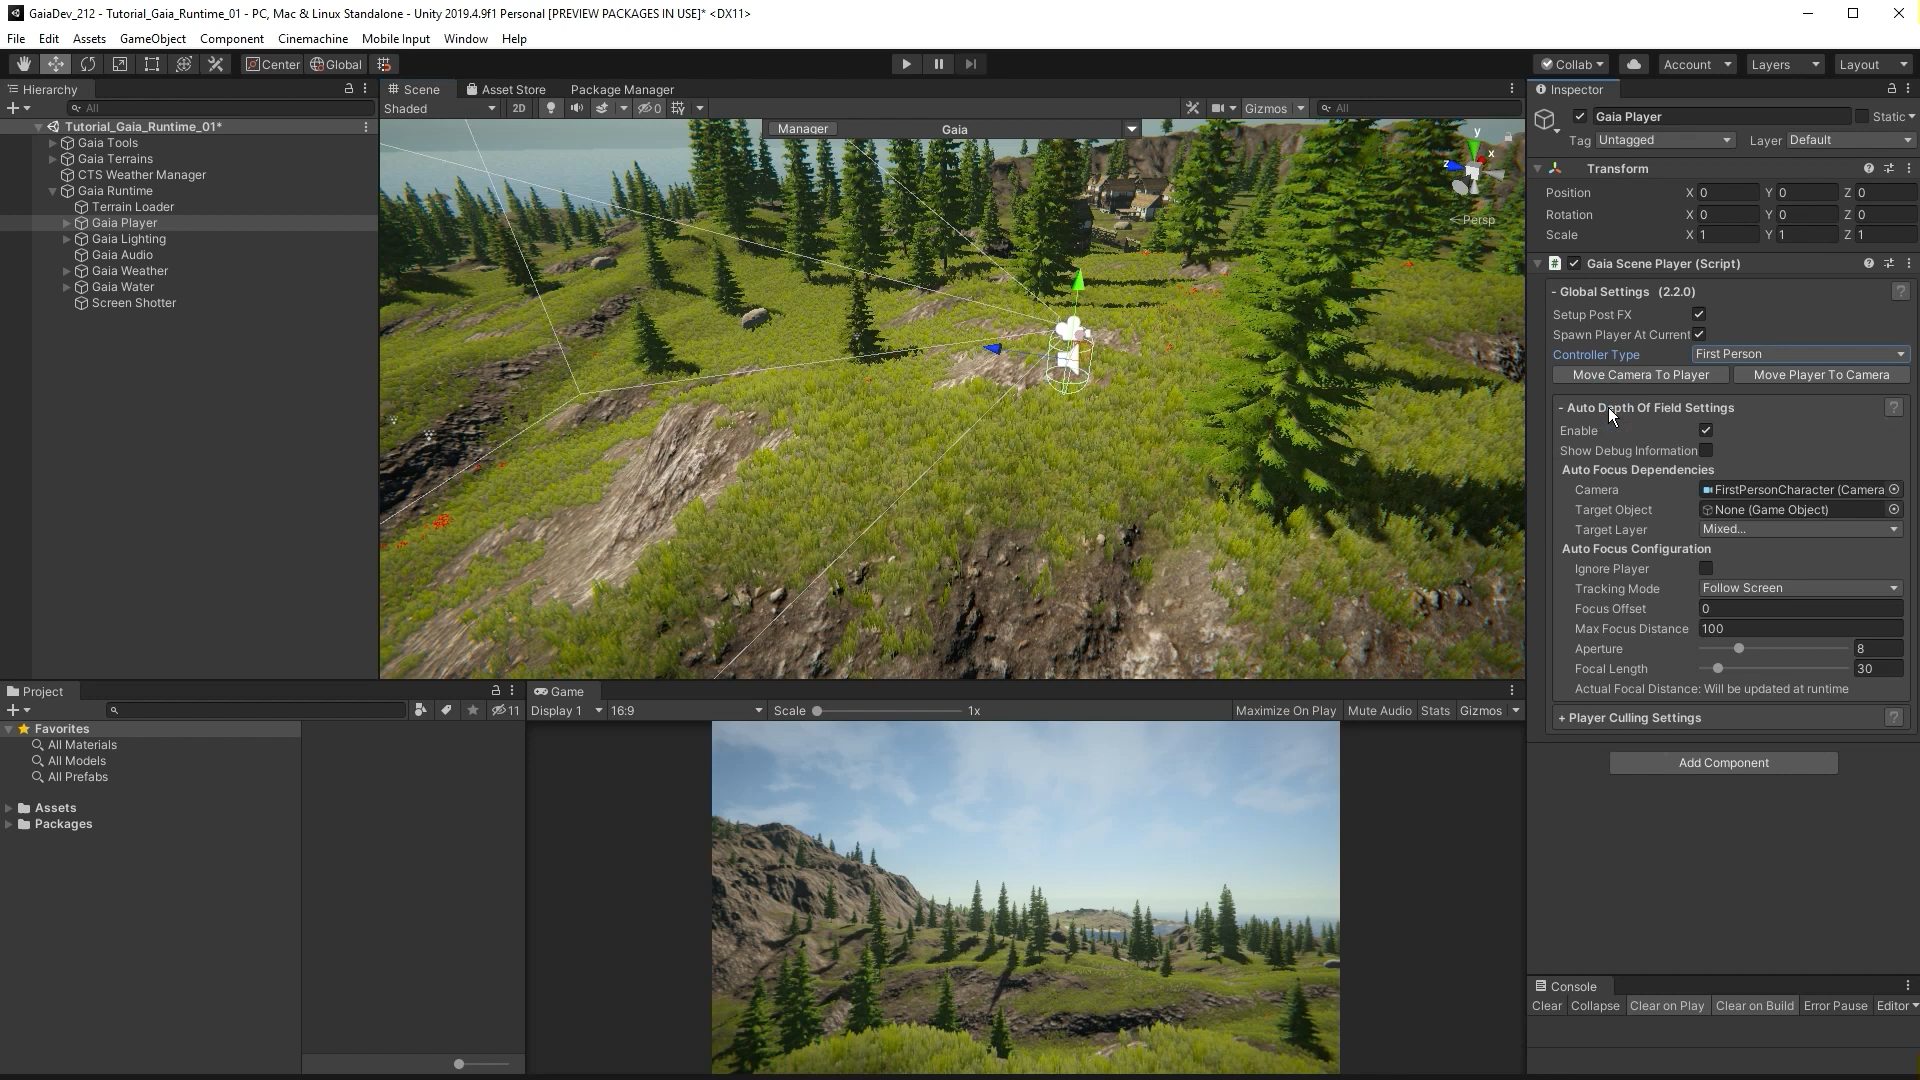 GaiaDev_212 - Tutorial_Gaia_Runtime_01 - PC, Mac & Linux Standalone - Unity 2019.4.9f1 Personal [PREVIEW PACKAGES IN USE]* <DX11>
File Edit Assets GameObject Component Cinemachine Mobile Input Window Help
Center Global Collab Account Layers Layout
Hierarchy
All
Tutorial_Gaia_Runtime_01*
Gaia Tools
Gaia Terrains
CTS Weather Manager
Gaia Runtime
Terrain Loader
Gaia Player
Gaia Lighting
Gaia Audio
Gaia Weather
Gaia Water
Screen Shotter
Scene Asset Store Package Manager
Shaded 2D 0 Gizmos All
Manager Gaia
y
x
z
Persp
Inspector
Gaia Player Static
Tag Untagged Layer Default
Transform
Position X 0 Y 0 Z 0
Rotation X 0 Y 0 Z 0
Scale X 1 Y 1 Z 1
# Gaia Scene Player (Script)
- Global Settings (2.2.0) ?
Setup Post FX
Spawn Player At Current
Controller Type First Person
Move Camera To Player Move Player To Camera
- Auto Depth Of Field Settings ?
Enable
Show Debug Information
Auto Focus Dependencies
Camera FirstPersonCharacter (Camera
Target Object None (Game Object)
Target Layer Mixed...
Auto Focus Configuration
Ignore Player
Tracking Mode Follow Screen
Focus Offset 0
Max Focus Distance 100
Aperture 8
Focal Length 30
Actual Focal Distance: Will be updated at runtime
+ Player Culling Settings ?
Add Component
Project
11
Favorites
All Materials
All Models
All Prefabs
Assets
Packages
Game
Display 1 16:9 Scale 1x Maximize On Play Mute Audio Stats Gizmos
Console
Clear Collapse Clear on Play Clear on Build Error Pause Editor